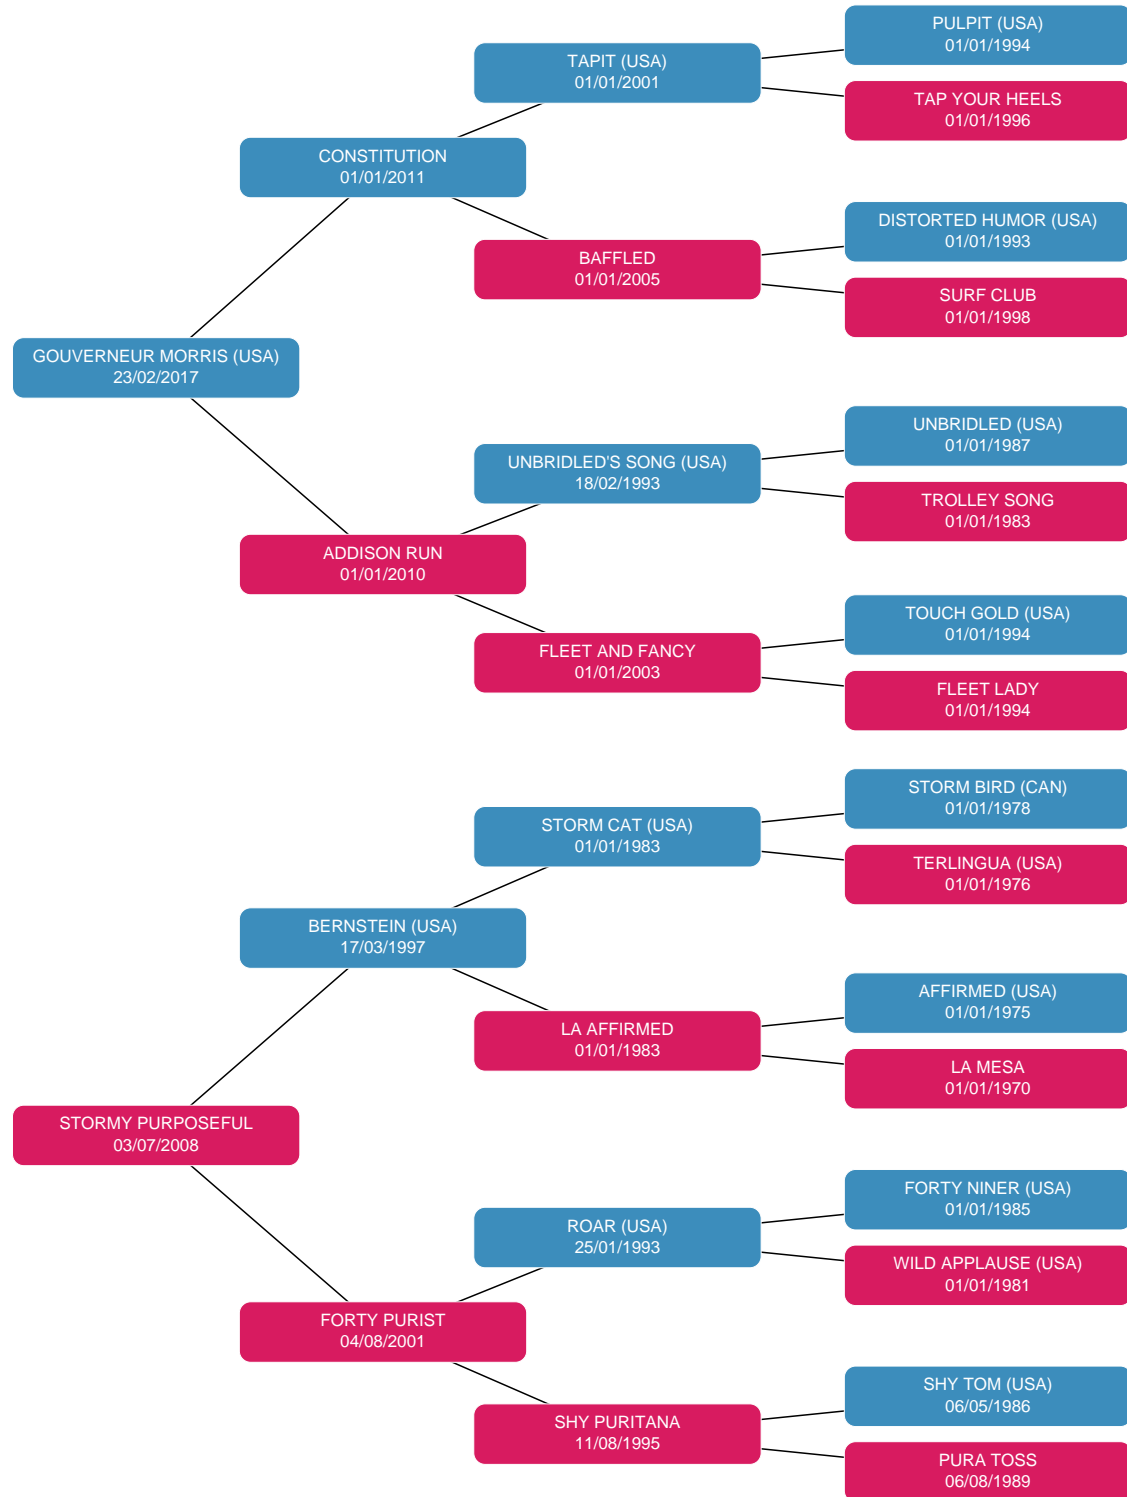 PULPIT (USA)
01/01/1994
TAPIT (USA)
01/01/2001
TAP YOUR HEELS
01/01/1996
CONSTITUTION
01/01/2011
DISTORTED HUMOR (USA)
01/01/1993
BAFFLED
01/01/2005
SURF CLUB
01/01/1998
GOUVERNEUR MORRIS (USA)
23/02/2017
UNBRIDLED (USA)
01/01/1987
UNBRIDLED'S SONG (USA)
18/02/1993
TROLLEY SONG
01/01/1983
ADDISON RUN
01/01/2010
TOUCH GOLD (USA)
01/01/1994
FLEET AND FANCY
01/01/2003
FLEET LADY
01/01/1994
STORM BIRD (CAN)
01/01/1978
STORM CAT (USA)
01/01/1983
TERLINGUA (USA)
01/01/1976
BERNSTEIN (USA)
17/03/1997
AFFIRMED (USA)
01/01/1975
LA AFFIRMED
01/01/1983
LA MESA
01/01/1970
STORMY PURPOSEFUL
03/07/2008
FORTY NINER (USA)
01/01/1985
ROAR (USA)
25/01/1993
WILD APPLAUSE (USA)
01/01/1981
FORTY PURIST
04/08/2001
SHY TOM (USA)
06/05/1986
SHY PURITANA
11/08/1995
PURA TOSS
06/08/1989